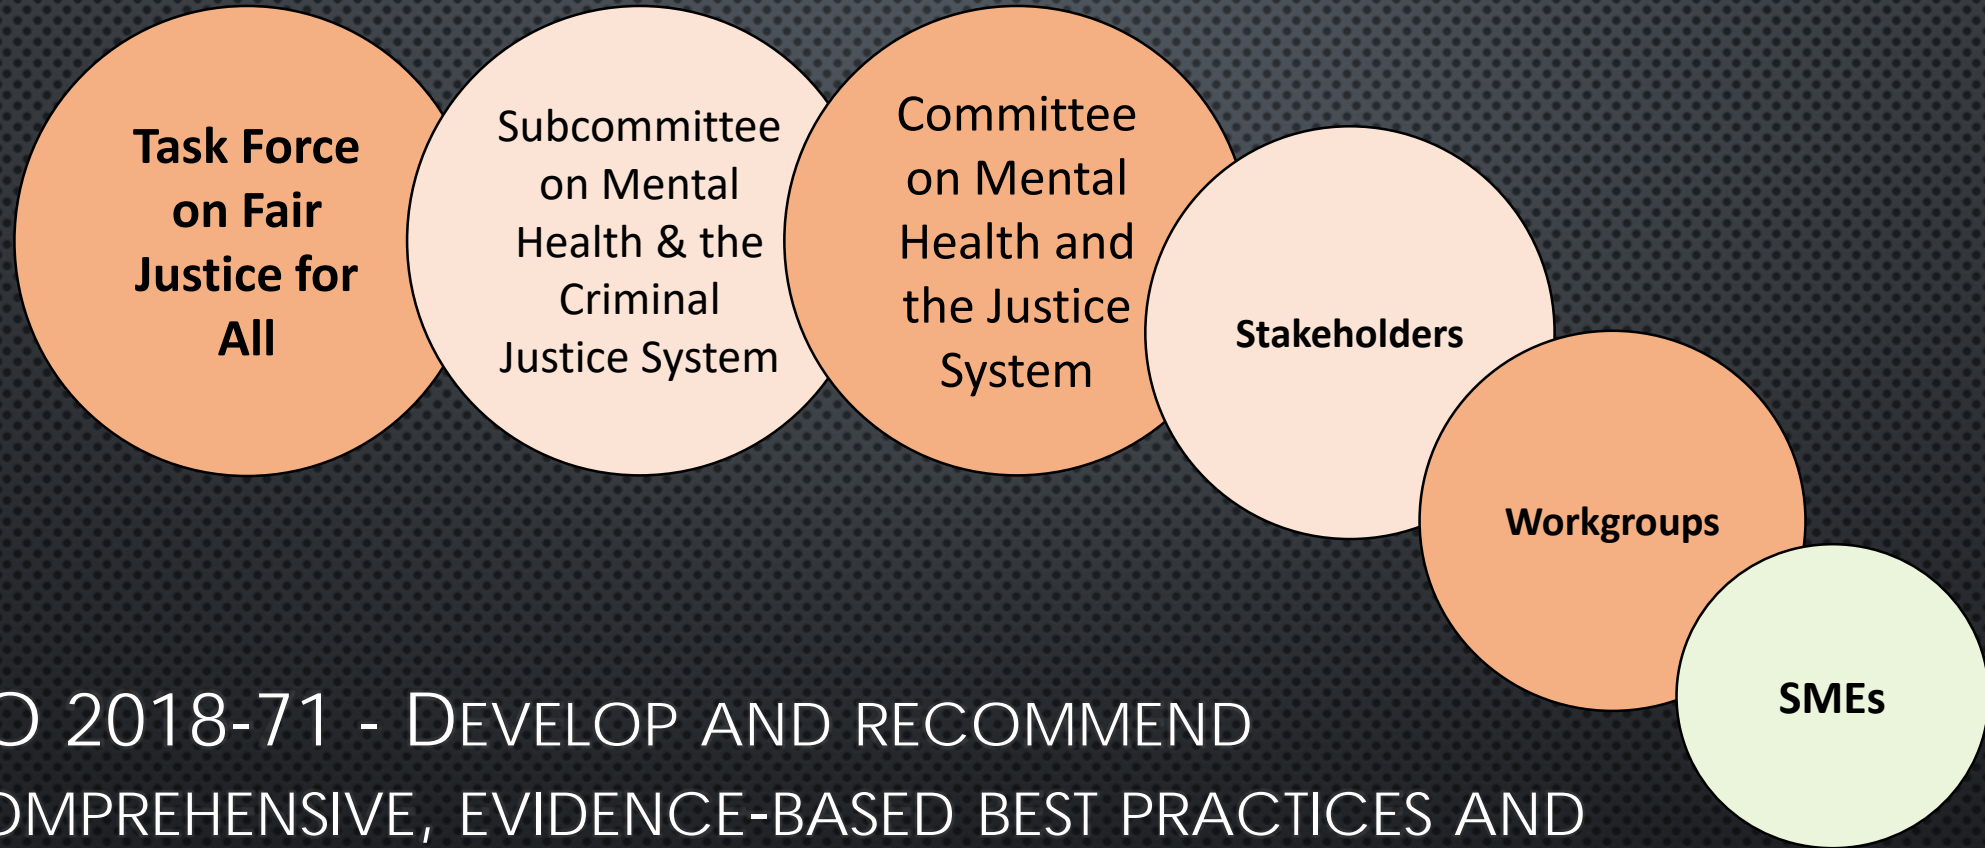 Task Force
on Fair
Justice for
All
Subcommittee
on Mental
Health & the
Criminal
Justice System
Committee
on Mental
Health and
the Justice
System
Stakeholders
Workgroups
SMEs
O 2018-71 - DEVELOP AND RECOMMEND
OMPREHENSIVE, EVIDENCE-BASED BEST PRACTICES AND